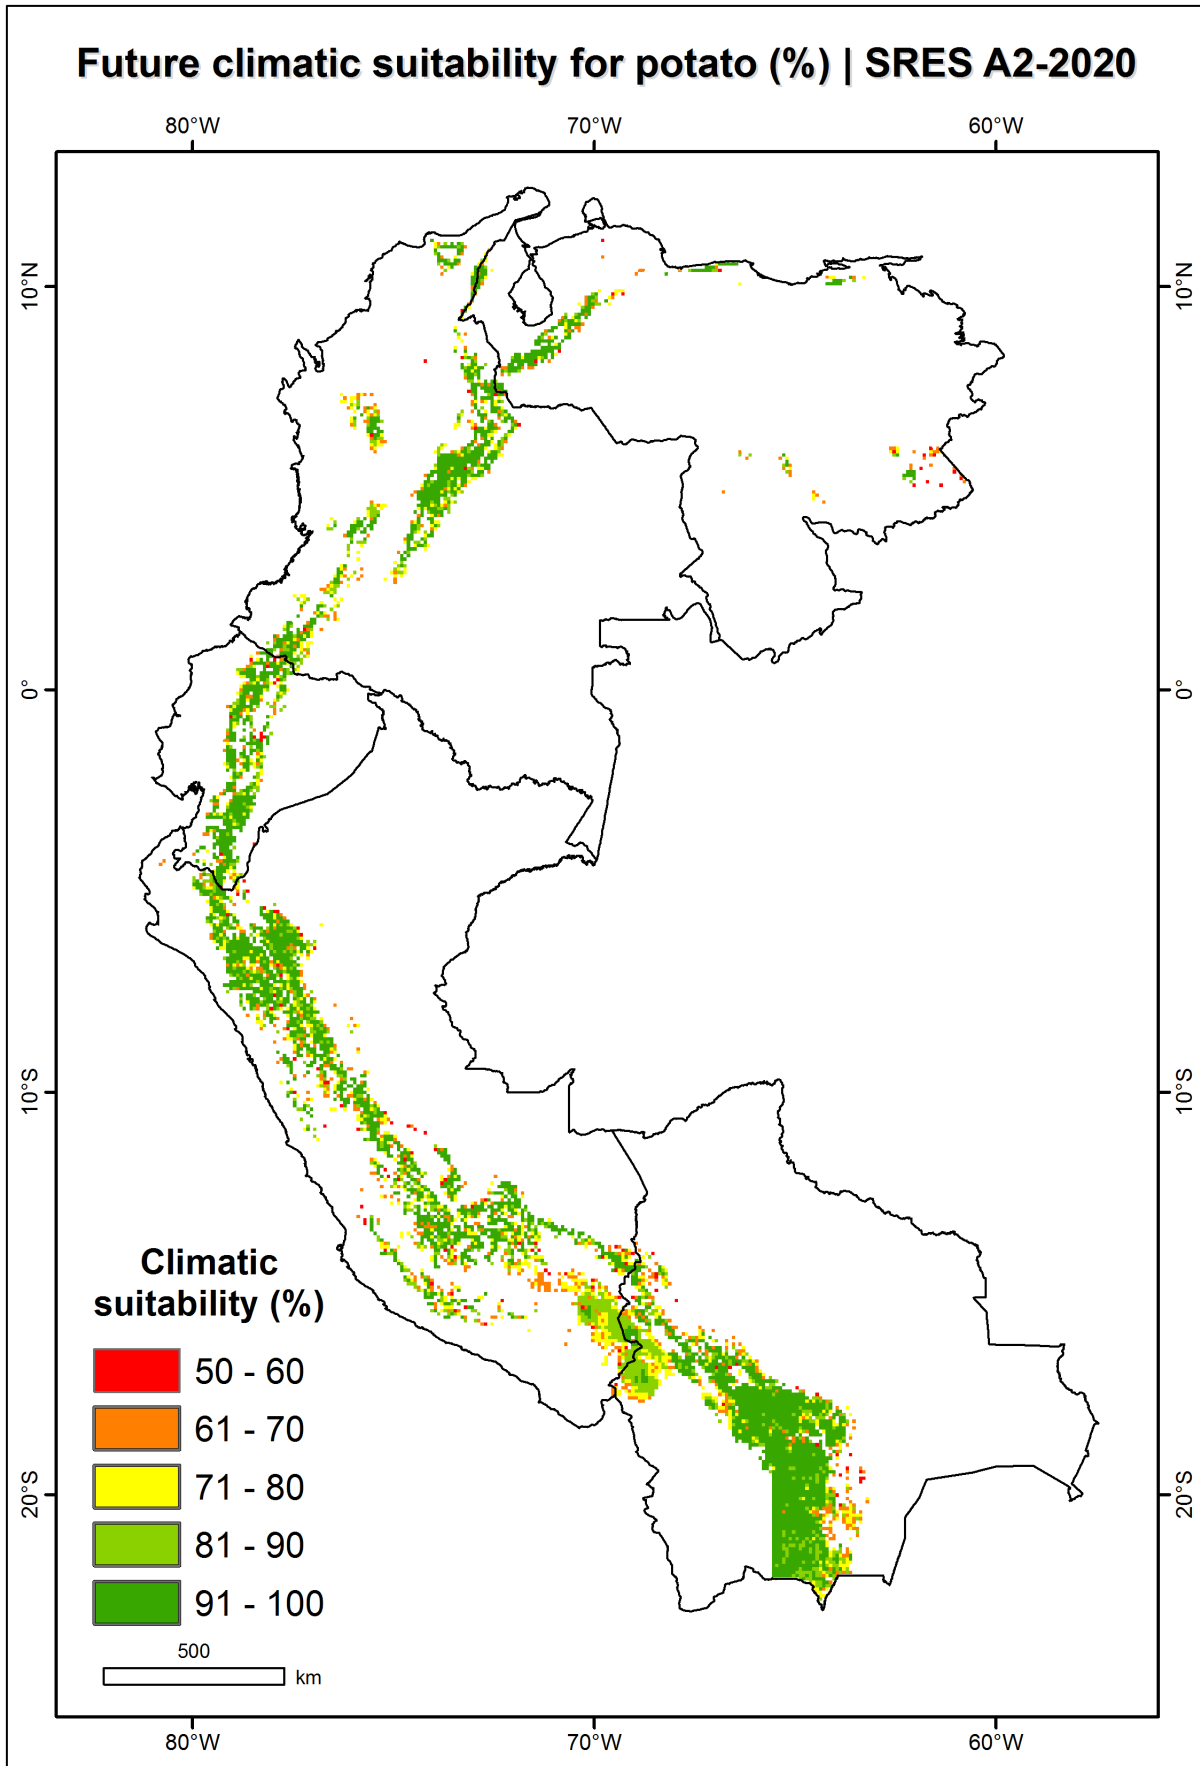 Future climatic suitability for potato (%) | SRES A2-2020
80°W 70°W 60°W
10°N 10°N
0° 0°
10°S 10°S
Climatic
suitability (%)
50 - 60
61 - 70
71 - 80
81 - 90
91 - 100
20°S 20°S
500
km
80°W 70°W 60°W